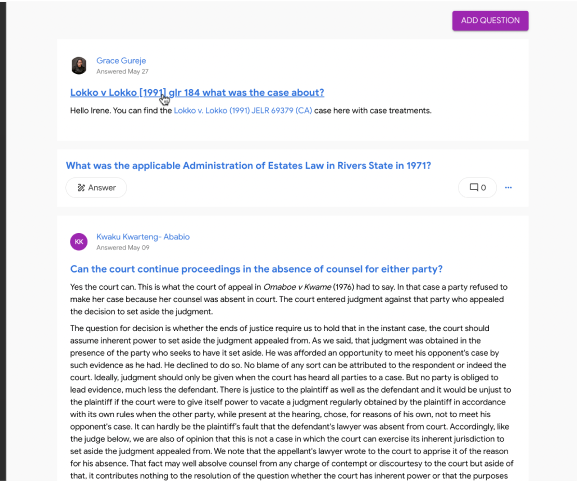 ADD QUESTION
Grace Gureje
Answered May 27
Lokko v Lokko [1991] glr 184 what was the case about?
Hello Irene. You can find the Lokko v. Lokko (1991) JELR 69379 (CA) case here with case treatments.
What was the applicable Administration of Estates Law in Rivers State in 1971?
Answer
0
KK
Kwaku Kwarteng- Ababio
Answered May 09
Can the court continue proceedings in the absence of counsel for either party?
Yes the court can. This is what the court of appeal in Omaboe v Kwame (1976) had to say. In that case a party refused to
make her case because her counsel was absent in court. The court entered judgment against that party who appealed
the decision to set aside the judgment.
The question for decision is whether the ends of justice require us to hold that in the instant case, the court should
assume inherent power to set aside the judgment appealed from. As we said, that judgment was obtained in the
presence of the party who seeks to have it set aside. He was afforded an opportunity to meet his opponent's case by
such evidence as he had. He declined to do so. No blame of any sort can be attributed to the respondent or indeed the
court. Ideally, judgment should only be given when the court has heard all parties to a case. But no party is obliged to
lead evidence, much less the defendant. There is justice to the plaintiff as well as the defendant and it would be unjust to
the plaintiff if the court were to give itself power to vacate a judgment regularly obtained by the plaintiff in accordance
with its own rules when the other party, while present at the hearing, chose, for reasons of his own, not to meet his
opponent's case. It can hardly be the plaintiff's fault that the defendant's lawyer was absent from court. Accordingly, like
the judge below, we are also of opinion that this is not a case in which the court can exercise its inherent jurisdiction to
set aside the judgment appealed from. We note that the appellant's lawyer wrote to the court to apprise it of the reason
for his absence. That fact may well absolve counsel from any charge of contempt or discourtesy to the court but aside of
that, it contributes nothing to the resolution of the question whether the court has inherent power or that the purposes